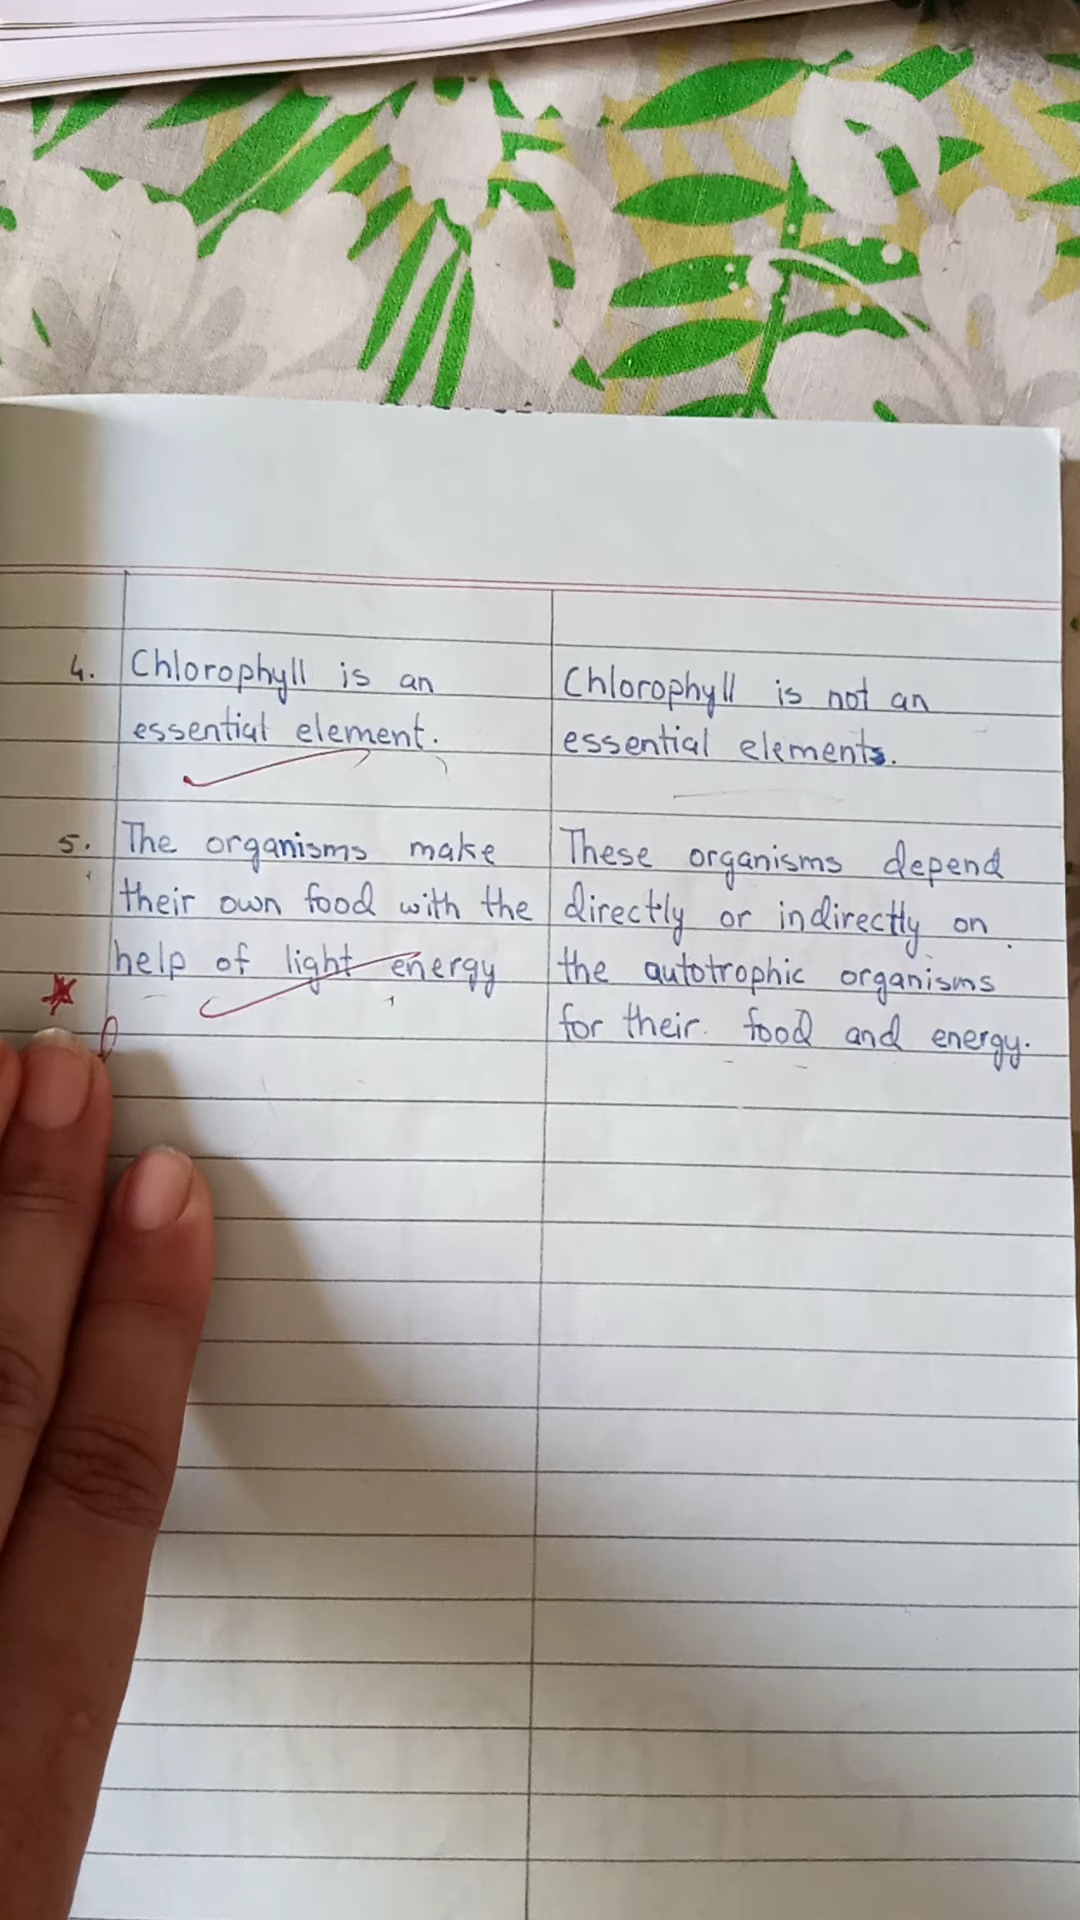 4. Chlorophyll is an
essential element.
Chlorophyll is not an
essential elements.
5. The organisms make
their own food with the
help of light energy
These organisms depend
directly or indirectly on
the autotrophic organisms
for their food and energy.